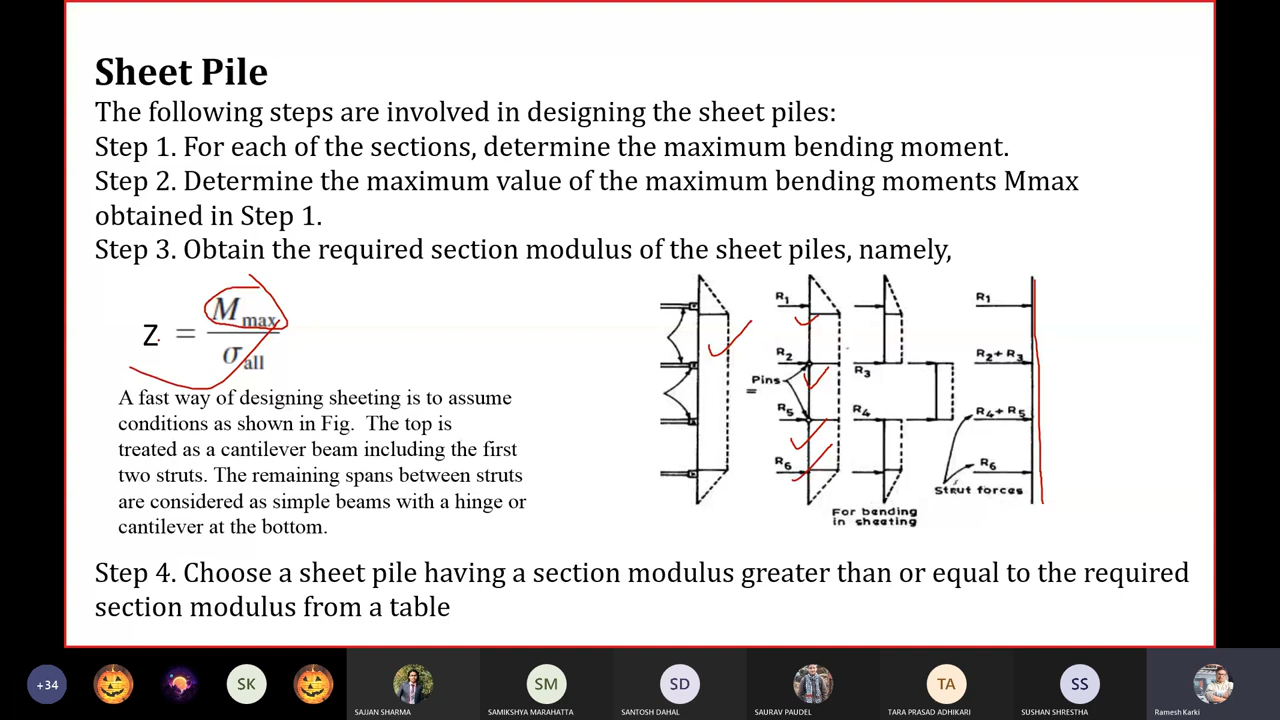 Sheet Pile
The following steps are involved in designing the sheet piles:
Step 1. For each of the sections, determine the maximum bending moment.
Step 2. Determine the maximum value of the maximum bending moments Mmax
obtained in Step 1.
Step 3. Obtain the required section modulus of the sheet piles, namely,
Z = M max / σ all
A fast way of designing sheeting is to assume
conditions as shown in Fig. The top is
treated as a cantilever beam including the first
two struts. The remaining spans between struts
are considered as simple beams with a hinge or
cantilever at the bottom.
R1
R2
Pins
=
R5
R6
R3
R4
For bending
in sheeting
R1
R2+ R3
R4+ R5
R6
Strut forces
Step 4. Choose a sheet pile having a section modulus greater than or equal to the required
section modulus from a table
+34
SK
SAJJAN SHARMA
SM
SAMIKSHYA MARAHATTA
SD
SANTOSH DAHAL
SAURAV PAUDEL
TA
TARA PRASAD ADHIKARI
SS
SUSHAN SHRESTHA
Ramesh Karki